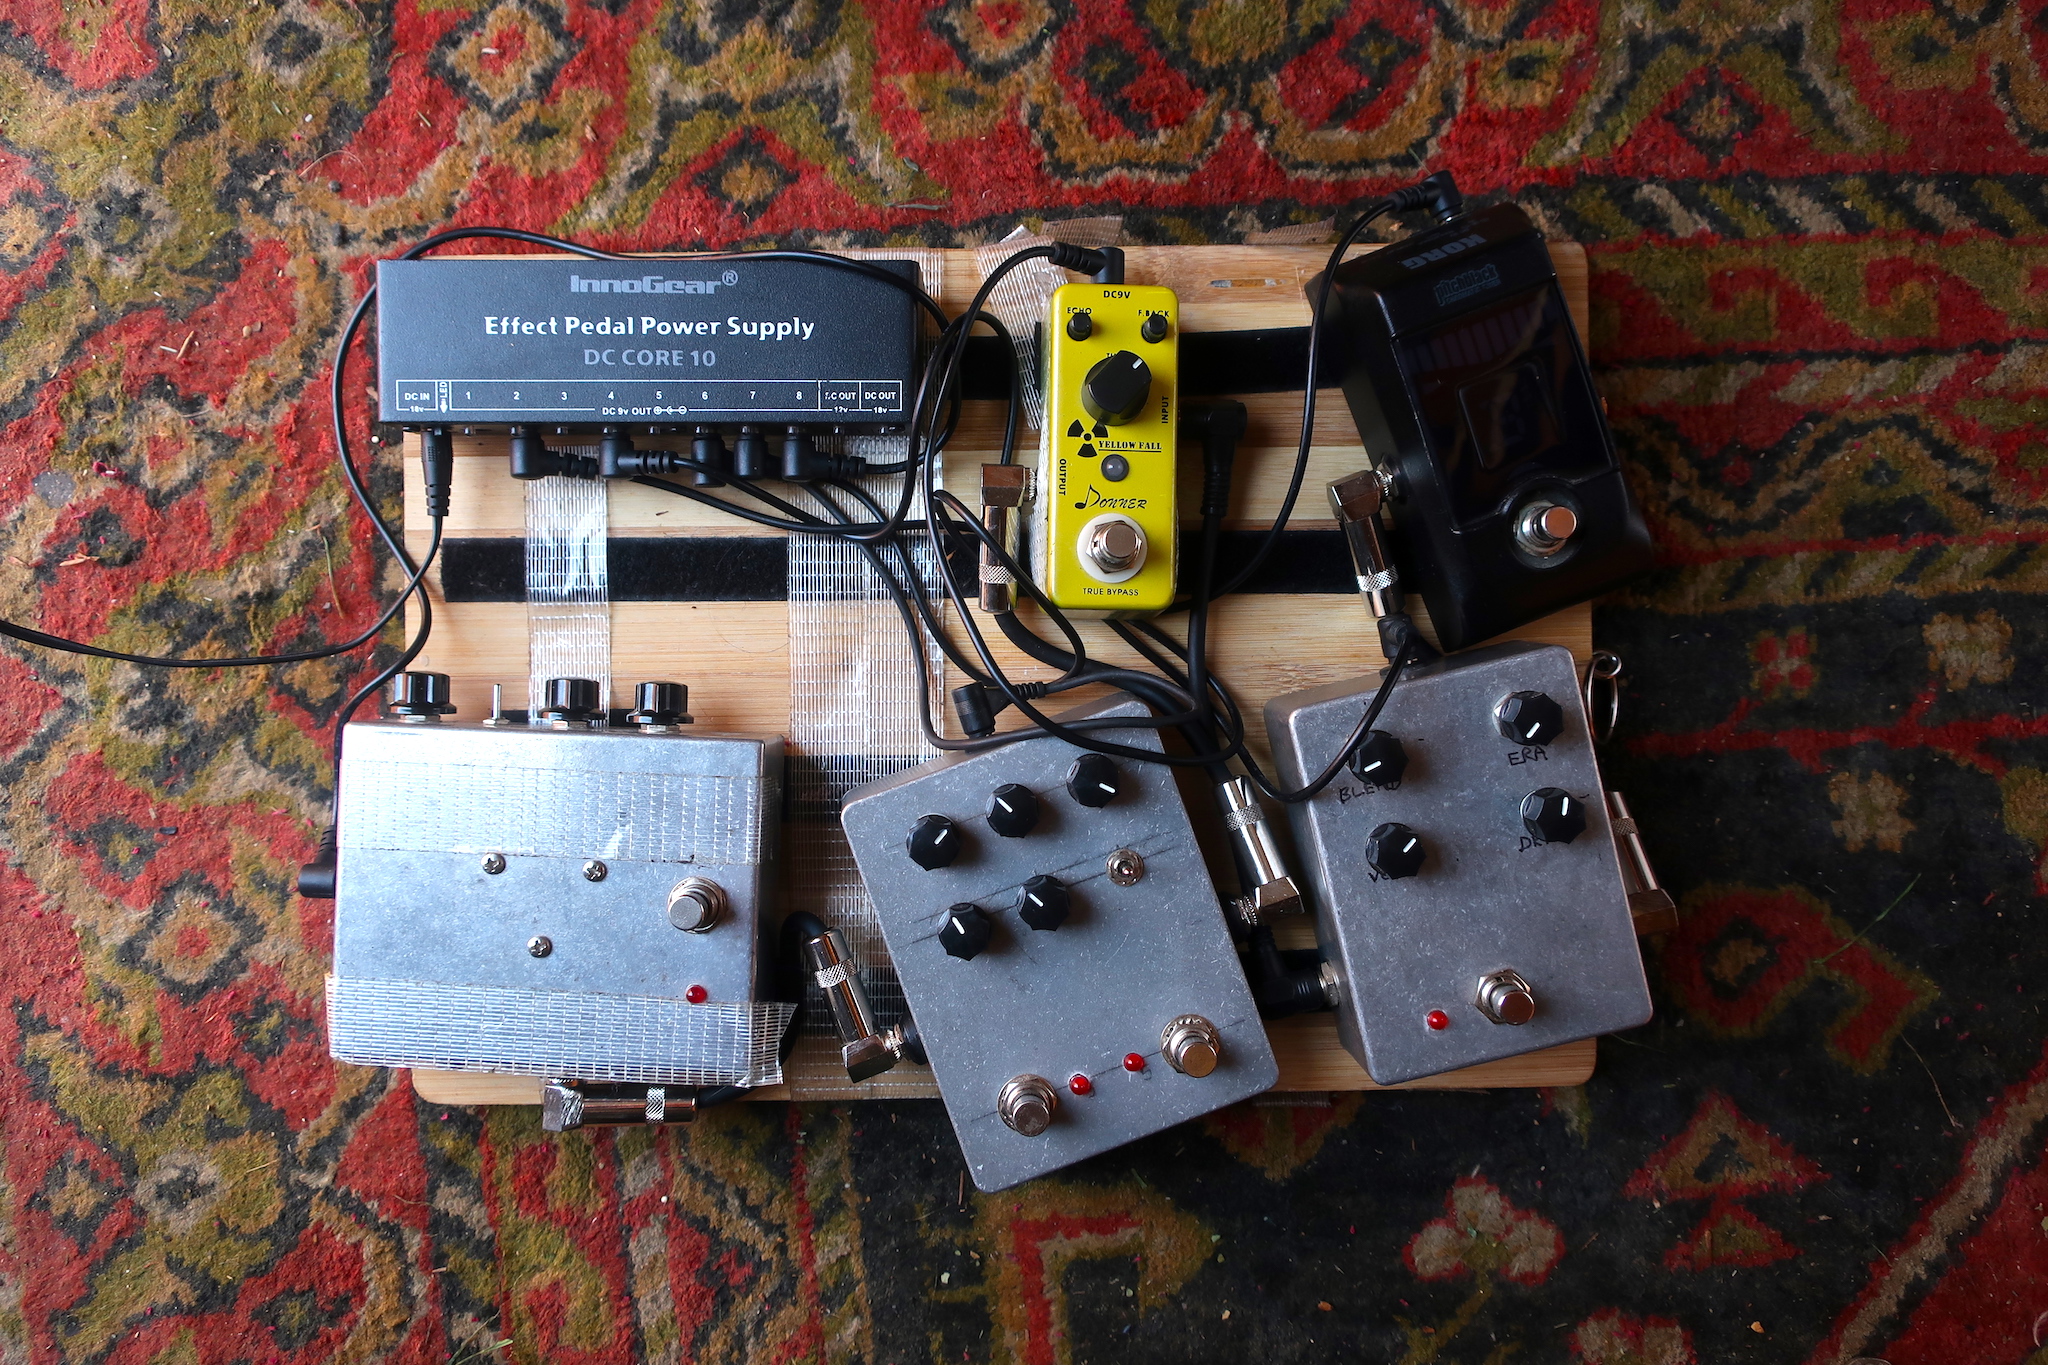 InnoGear®
Effect Pedal Power Supply
DC CORE 10
DC IN
18v
LED
1 2 3 4 5 6 7 8
DC 9v OUT
DC OUT
18v
DC9V
ECHO
F.BACK
INPUT
YELLOW FALL
OUTPUT
DONNER
TRUE BYPASS
KORG
pitchblack
BLEND
ERA